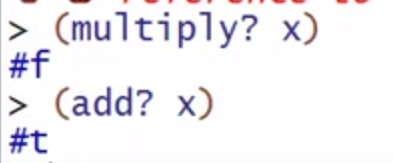 > (multiply? x)
#f
> (add? x)
#t